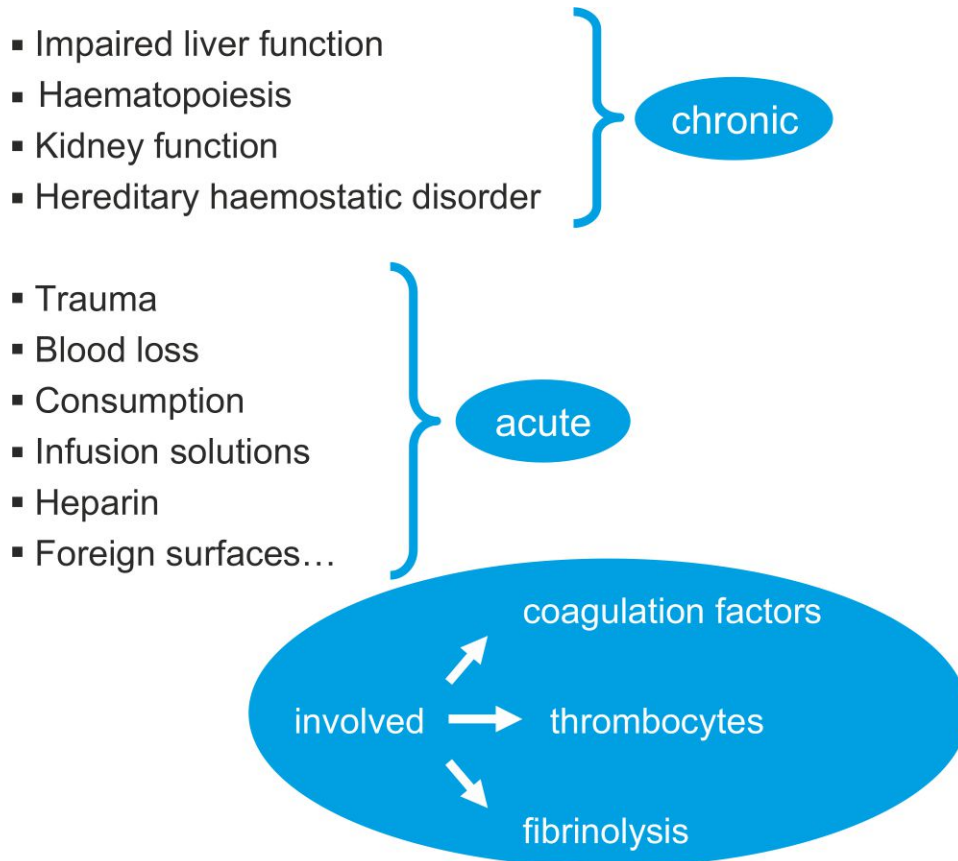 ▪ Impaired liver function
▪ Haematopoiesis
▪ Kidney function
▪ Hereditary haemostatic disorder
chronic
▪ Trauma
▪ Blood loss
▪ Consumption
▪ Infusion solutions
▪ Heparin
▪ Foreign surfaces…
acute
coagulation factors
involved
thrombocytes
fibrinolysis